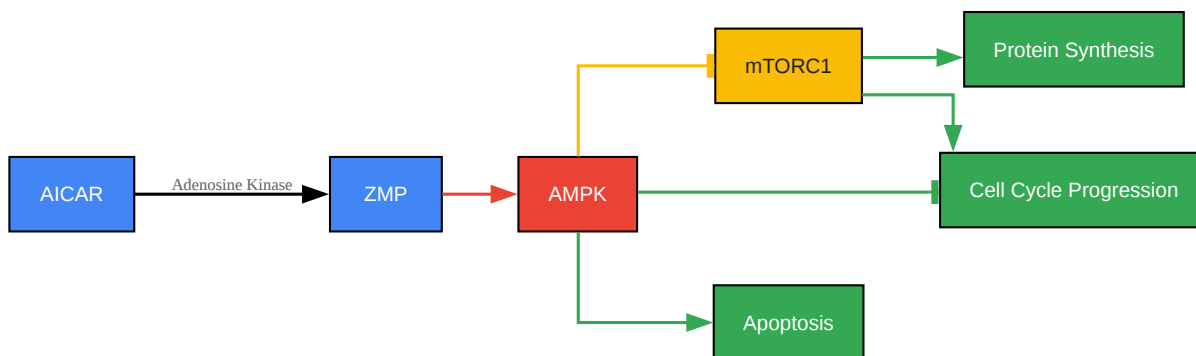 Protein Synthesis
mTORC1
AICAR
Adenosine Kinase
ZMP
AMPK
Cell Cycle Progression
Apoptosis